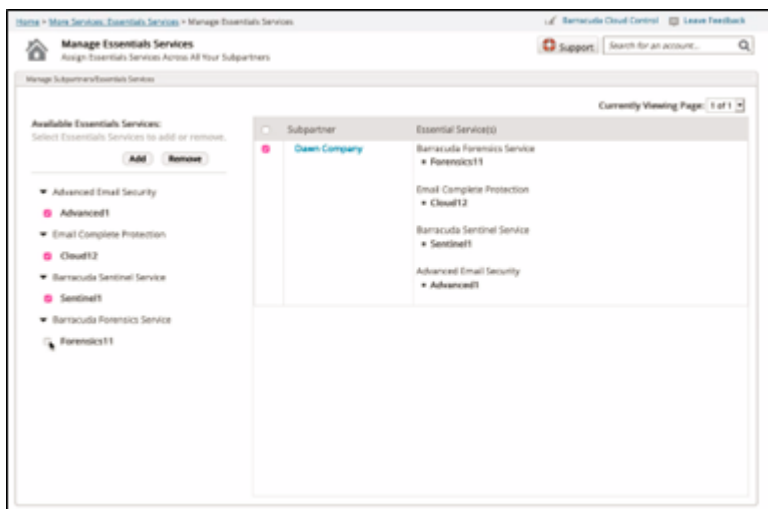 Home > More Services, Essentials Services > Manage Essentials Services
Barracuda Cloud Control
Leave Feedback
Manage Essentials Services
Assign Essentials Services Across All Your Subpartners
Support
Search for an account...
Manage Subpartners/Essentials Services
Currently Viewing Page: 1 of 1
Available Essentials Services:
Select Essentials Services to add or remove.
Add Remove
Advanced Email Security
Advanced1
Email Complete Protection
Cloud12
Barracuda Sentinel Service
Sentinel1
Barracuda Forensics Service
Forensics11
Subpartner Essential Service(s)
Dawn Company
Barracuda Forensics Service
• Forensics11
Email Complete Protection
• Cloud12
Barracuda Sentinel Service
• Sentinel1
Advanced Email Security
• Advanced1